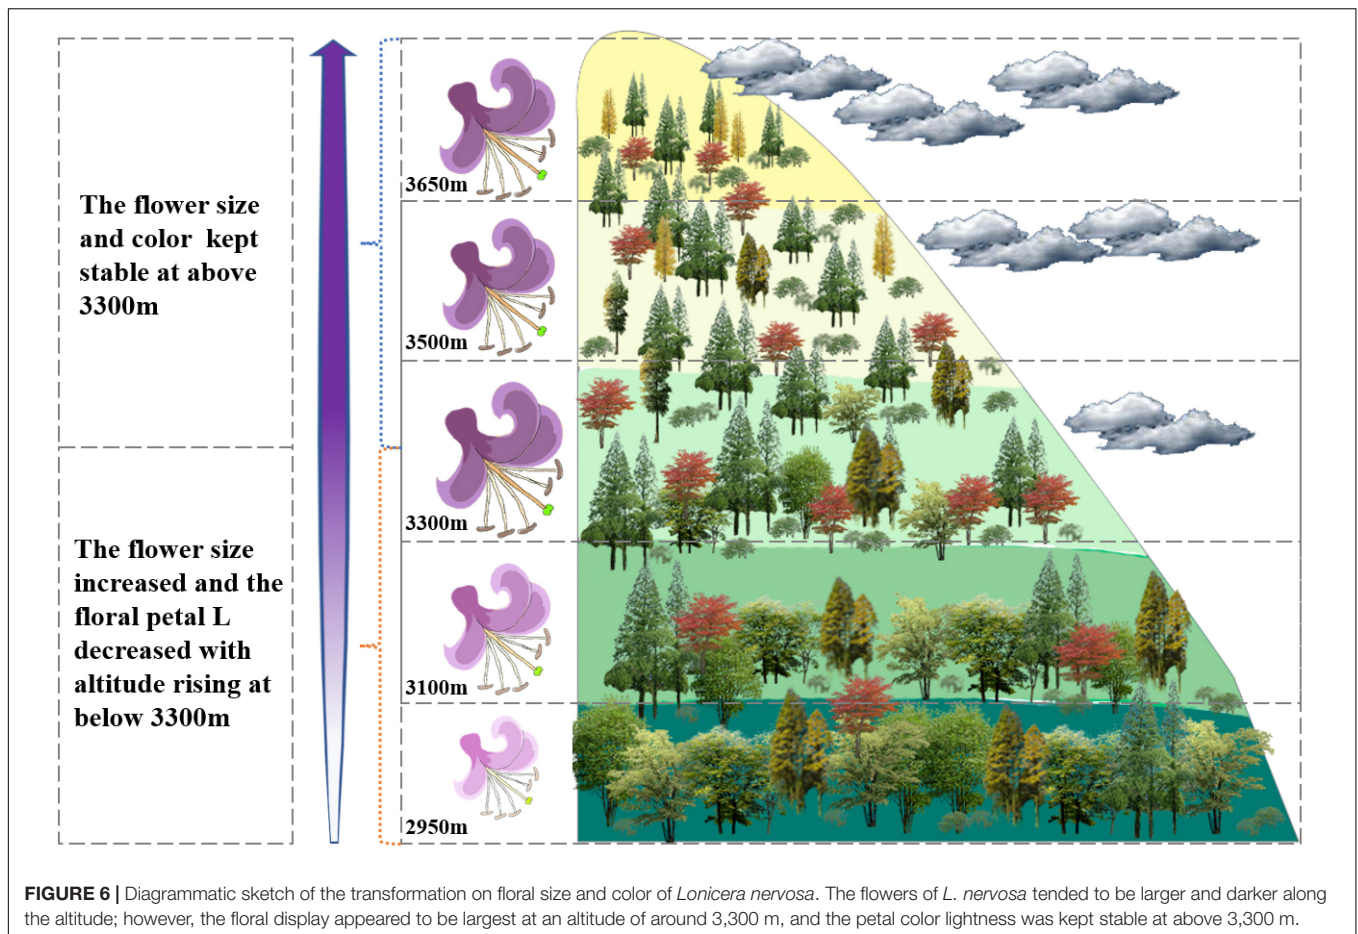 The flower size
and color kept
stable at above
3300m
The flower size
increased and the
floral petal L
decreased with
altitude rising at
below 3300m
3650m
3500m
3300m
3100m
2950m
FIGURE 6 | Diagrammatic sketch of the transformation on floral size and color of Lonicera nervosa. The flowers of L. nervosa tended to be larger and darker along
the altitude; however, the floral display appeared to be largest at an altitude of around 3,300 m, and the petal color lightness was kept stable at above 3,300 m.